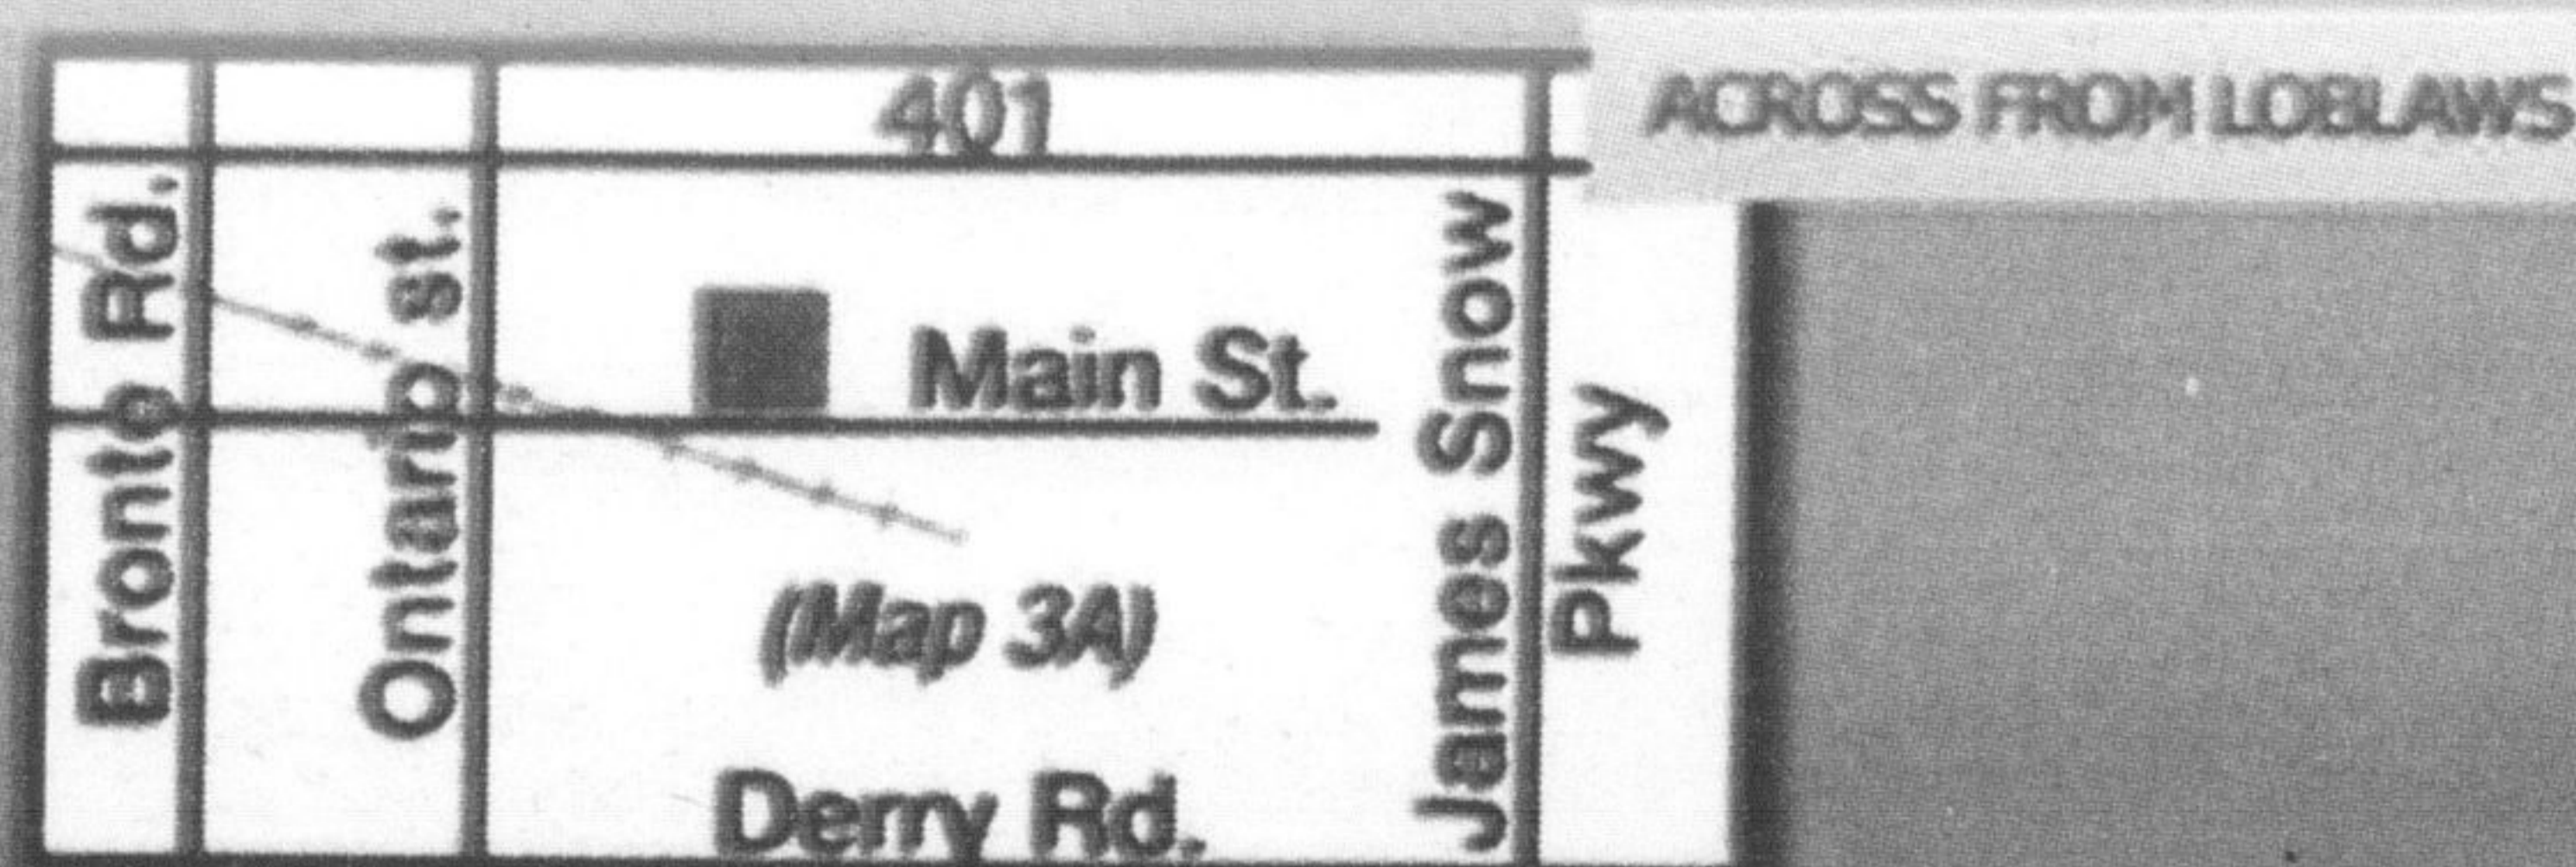 401
ACROSS FROM LOBLAWS
Bronte Rd.
Ontario St.
Main St.
James Snow
Pkwy
(Map 3A)
Derry Rd.